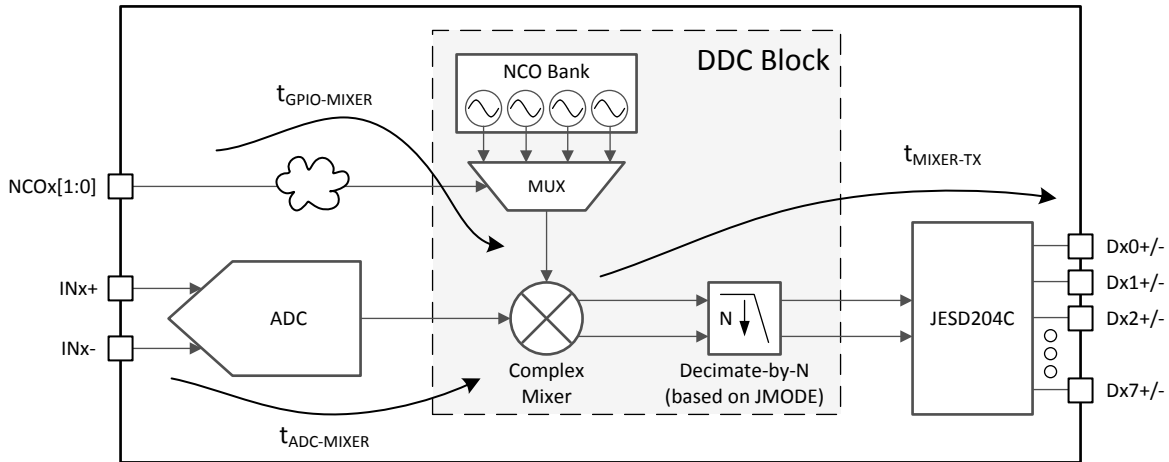 DDC Block
NCO Bank
tGPIO-MIXER
tMIXER-TX
NCOx[1:0]
MUX
Dx0+/-
INx+
Dx1+/-
ADC
N
JESD204C
Dx2+/-
INx-
Complex
Mixer
Decimate-by-N
(based on JMODE)
Dx7+/-
tADC-MIXER